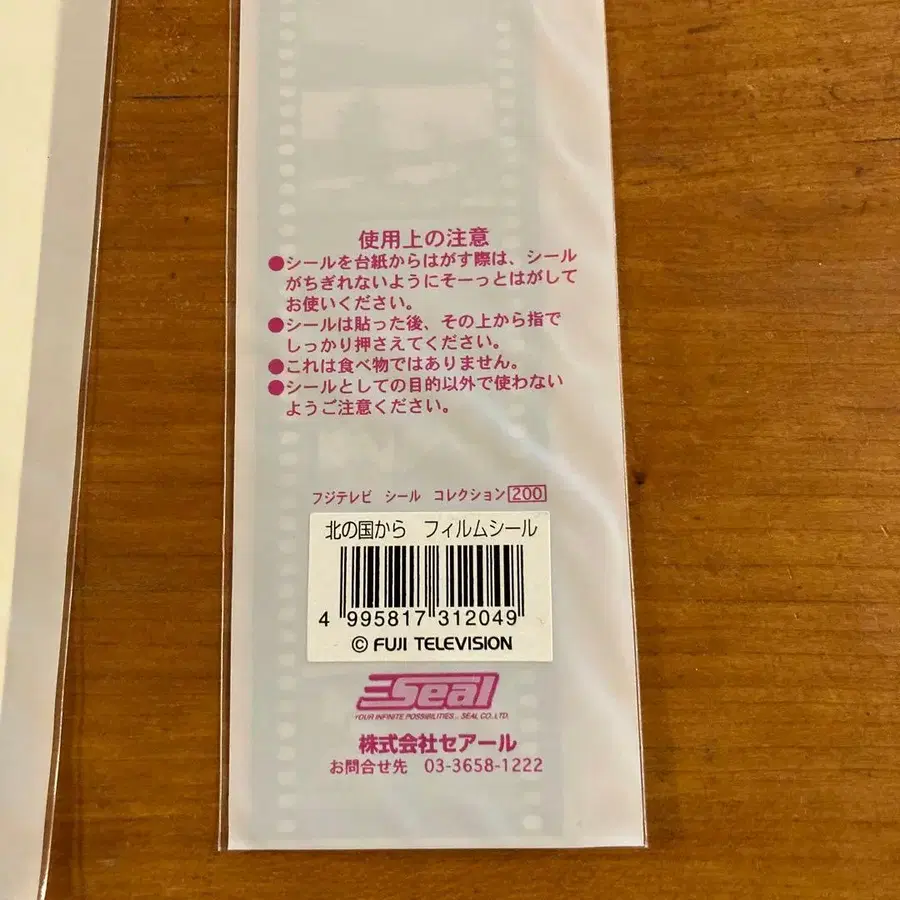 使用上の注意
●シールを台紙からはがす際は、シール
がちぎれないようにそーっとはがして
お使いください。
●シールは貼った後、その上から指で
しっかり押さえてください。
●これは食べ物ではありません。
●シールとしての目的以外で使わない
ようご注意ください。
フジテレビ シール コレクション 200
北の国から フィルムシール
4 995817 312049
© FUJI TELEVISION
Seal
YOUR INFINITE POSSIBILITIES... SEAL CO.,LTD.
株式会社セアール
お問合せ先 03-3658-1222